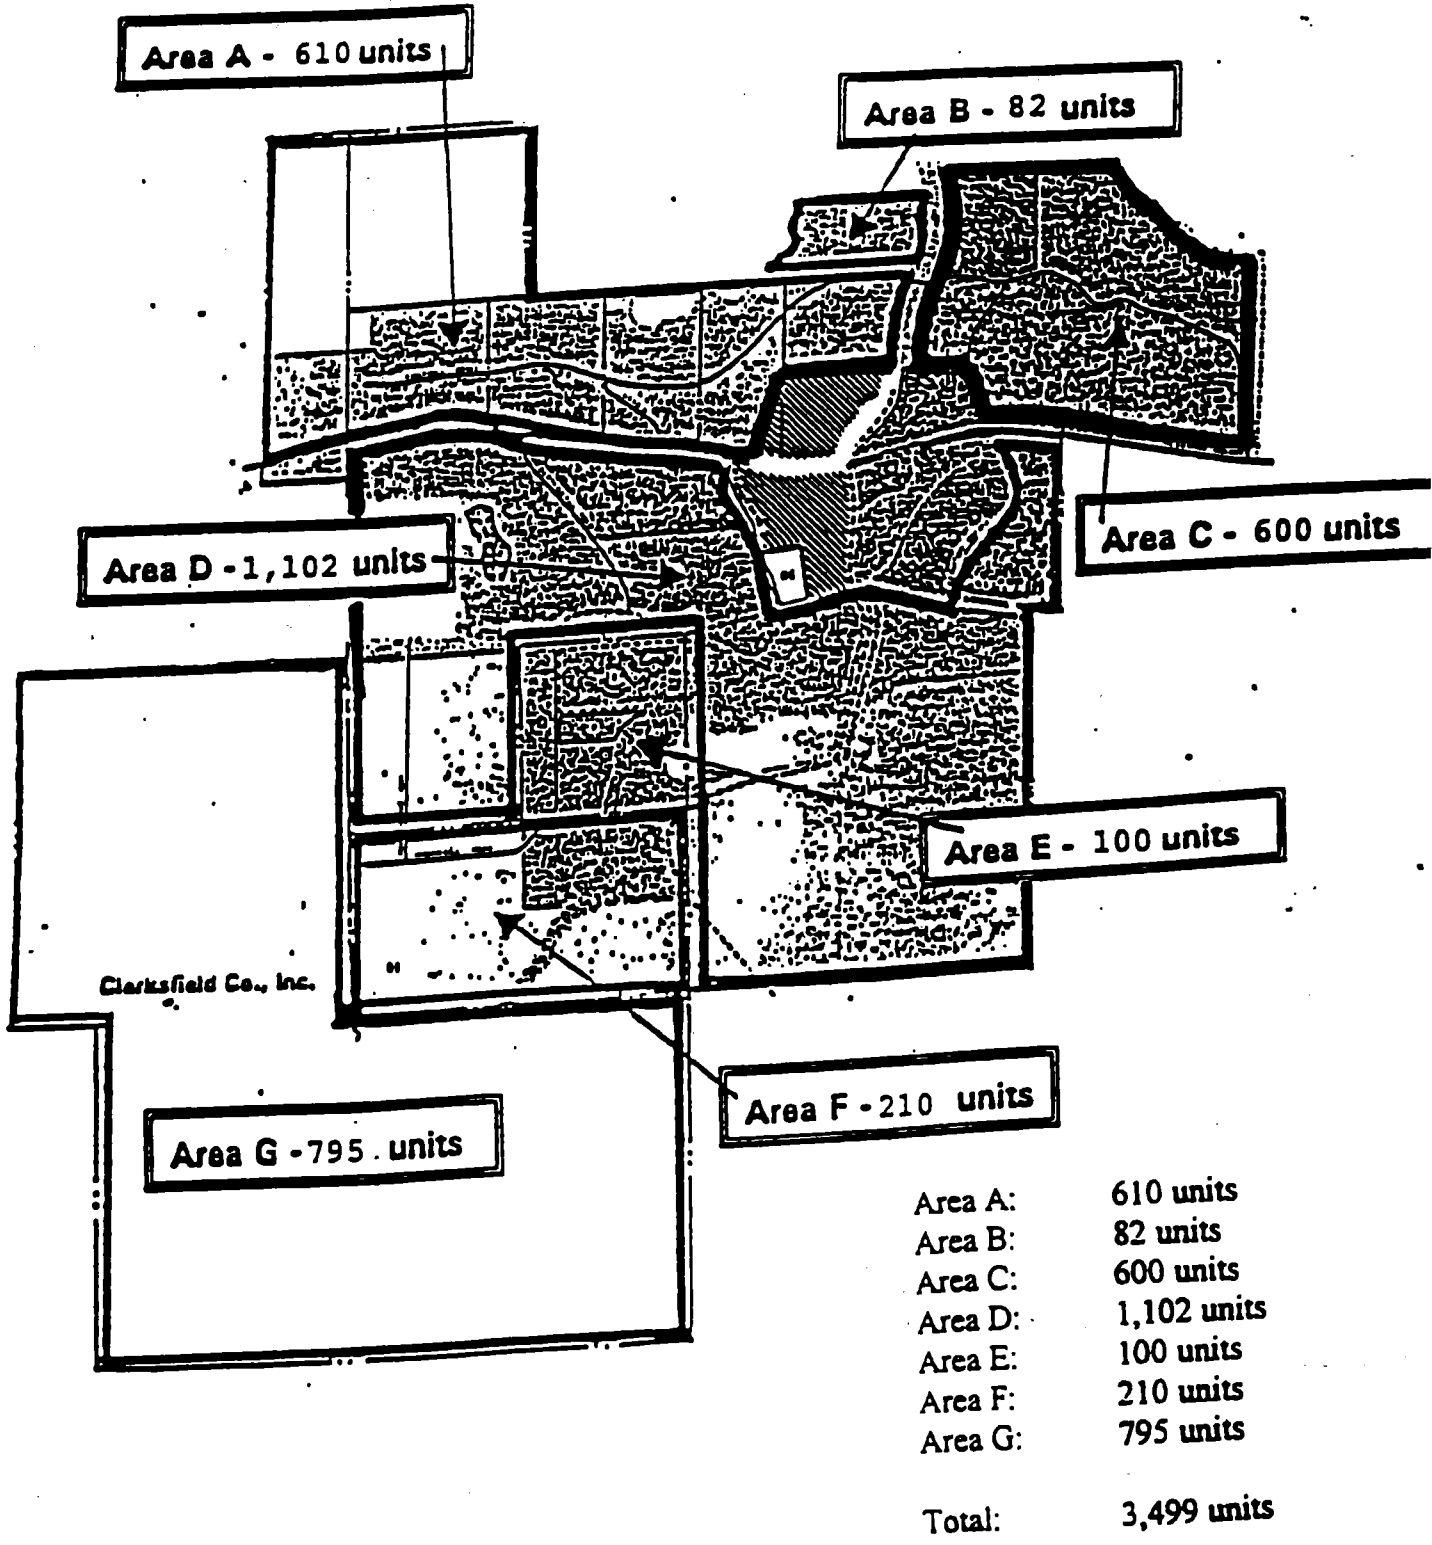 Area A - 610 units
Area B - 82 units
Area C - 600 units
Area D - 1,102 units
Area E - 100 units
H
Clarksfield Co., Inc.
Area F - 210 units
Area G - 795. units
Area A: 610 units
Area B: 82 units
Area C: 600 units
Area D: 1,102 units
Area E: 100 units
Area F: 210 units
Area G: 795 units
Total: 3,499 units